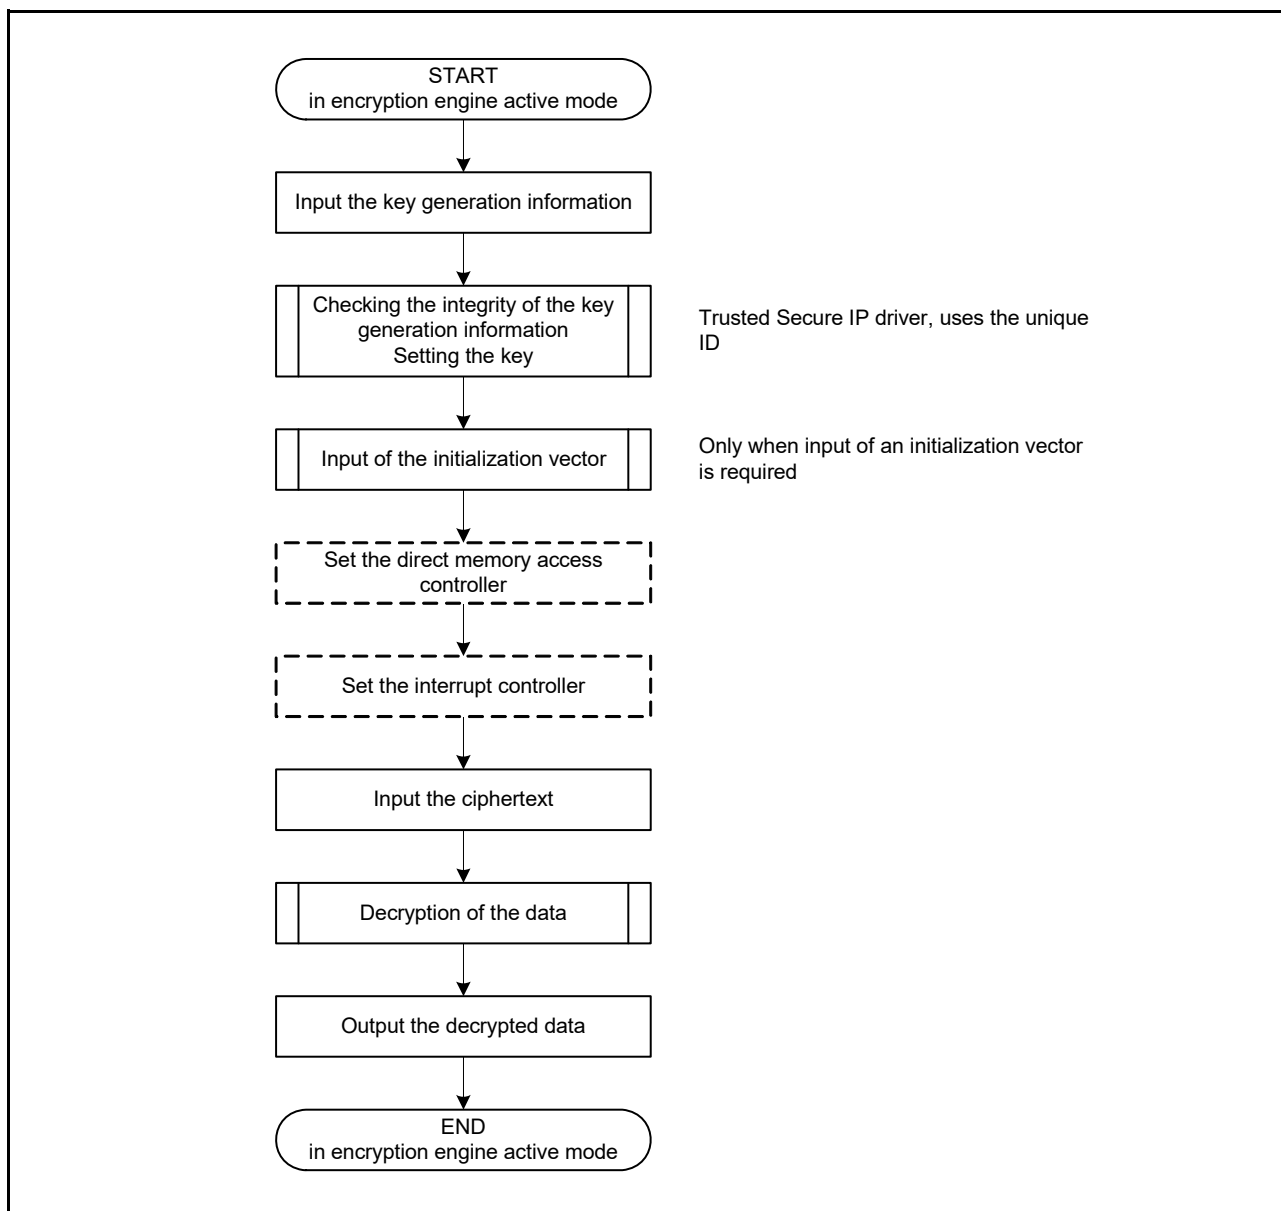 START
in encryption engine active mode
Input the key generation information
Checking the integrity of the key
generation information
Setting the key
Trusted Secure IP driver, uses the unique
ID
Input of the initialization vector
Only when input of an initialization vector
is required
Set the direct memory access
controller
Set the interrupt controller
Input the ciphertext
Decryption of the data
Output the decrypted data
END
in encryption engine active mode